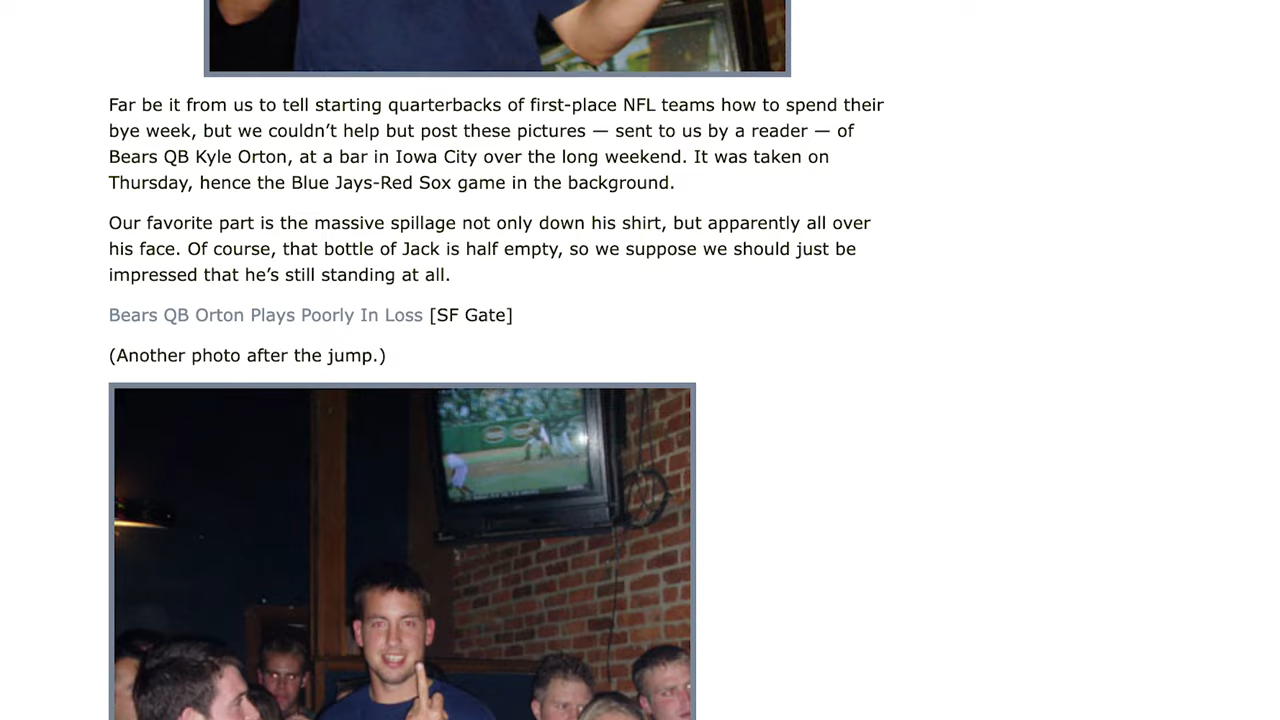 Far be it from us to tell starting quarterbacks of first-place NFL teams how to spend their
bye week, but we couldn’t help but post these pictures — sent to us by a reader — of
Bears QB Kyle Orton, at a bar in Iowa City over the long weekend. It was taken on
Thursday, hence the Blue Jays-Red Sox game in the background.
Our favorite part is the massive spillage not only down his shirt, but apparently all over
his face. Of course, that bottle of Jack is half empty, so we suppose we should just be
impressed that he’s still standing at all.
Bears QB Orton Plays Poorly In Loss [SF Gate]
(Another photo after the jump.)